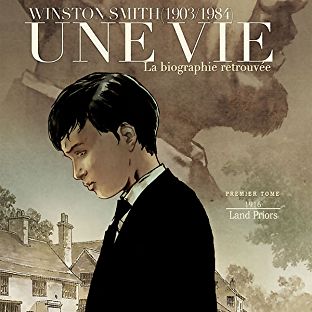 WINSTON SMITH (1903/1984)
UNE VIE
La biographie retrouvée
PREMIER TOME
1916
Land Priors